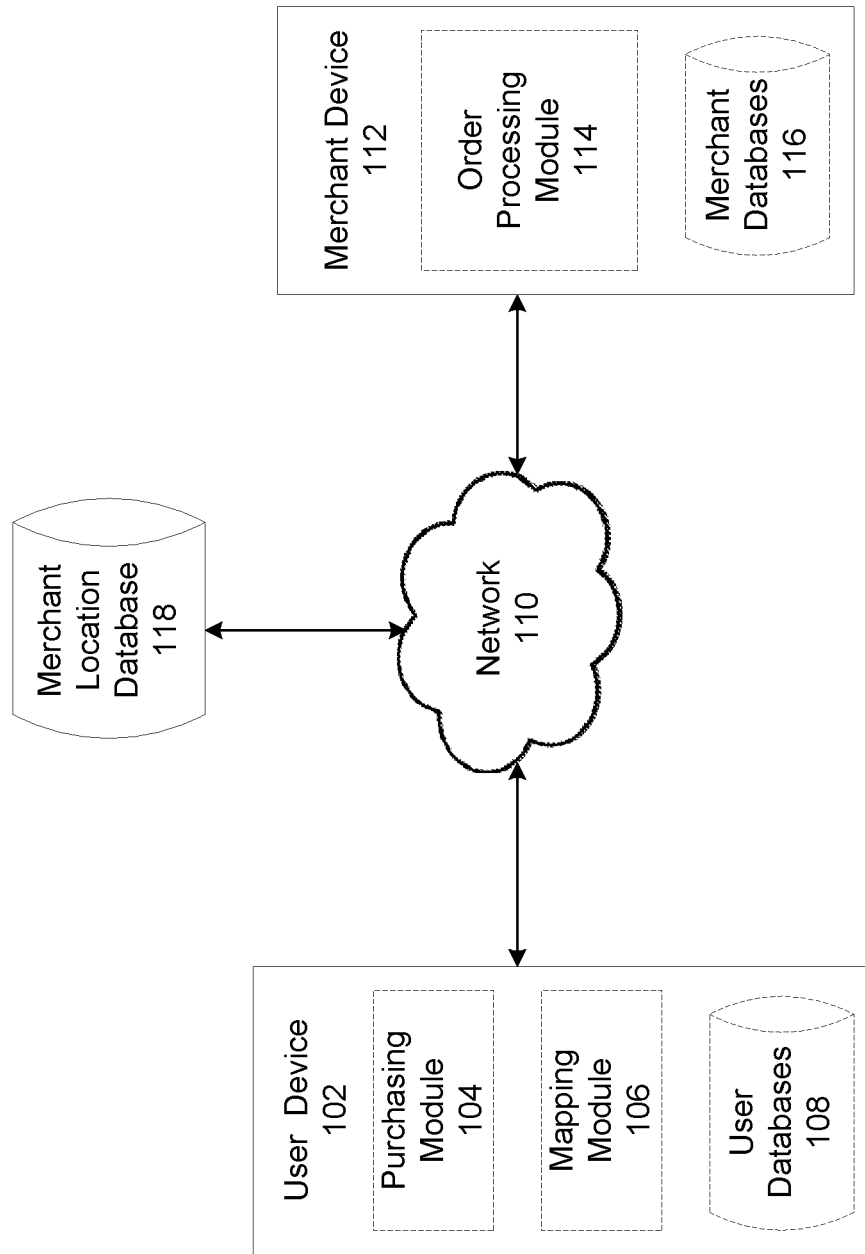 User Device
102
Purchasing
Module
104
Mapping
Module
106
User
Databases
108
Merchant
Location
Database
118
Network
110
Merchant Device
112
Order
Processing
Module
114
Merchant
Databases
116